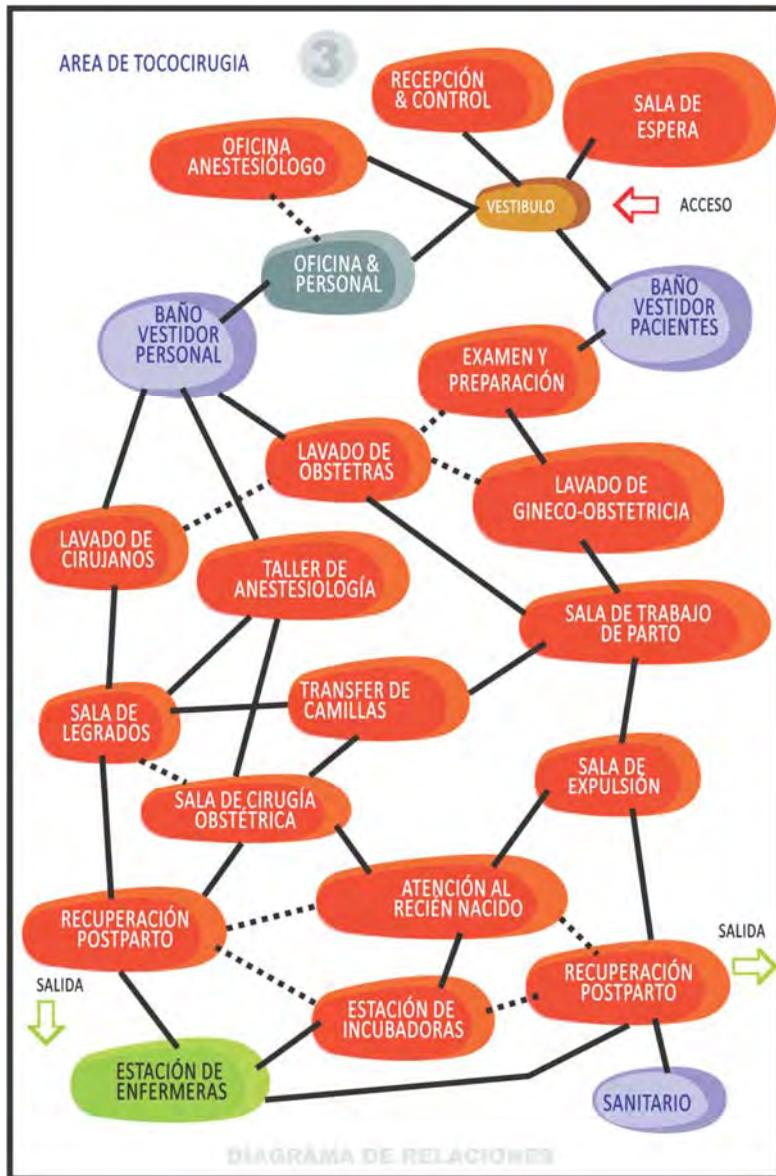 AREA DE TOCOCIRUGIA
3
RECEPCIÓN
& CONTROL
SALA DE
ESPERA
OFICINA
ANESTESIÓLOGO
VESTIBULO
ACCESO
OFICINA &
PERSONAL
BAÑO
VESTIDOR
PERSONAL
BAÑO
VESTIDOR
PACIENTES
EXAMEN Y
PREPARACIÓN
LAVADO DE
OBSTETRAS
LAVADO DE
GINECO-OBSTETRICIA
LAVADO DE
CIRUJANOS
TALLER DE
ANESTESIOLOGÍA
SALA DE TRABAJO
DE PARTO
TRANSFER DE
CAMILLAS
SALA DE
LEGRADOS
SALA DE
EXPULSIÓN
SALA DE CIRUGÍA
OBSTÉTRICA
ATENCIÓN AL
RECIÉN NACIDO
RECUPERACIÓN
POSTPARTO
SALIDA
RECUPERACIÓN
POSTPARTO
SALIDA
ESTACIÓN DE
INCUBADORAS
ESTACIÓN DE
ENFERMERAS
SANITARIO
DIAGRAMA DE RELACIONES